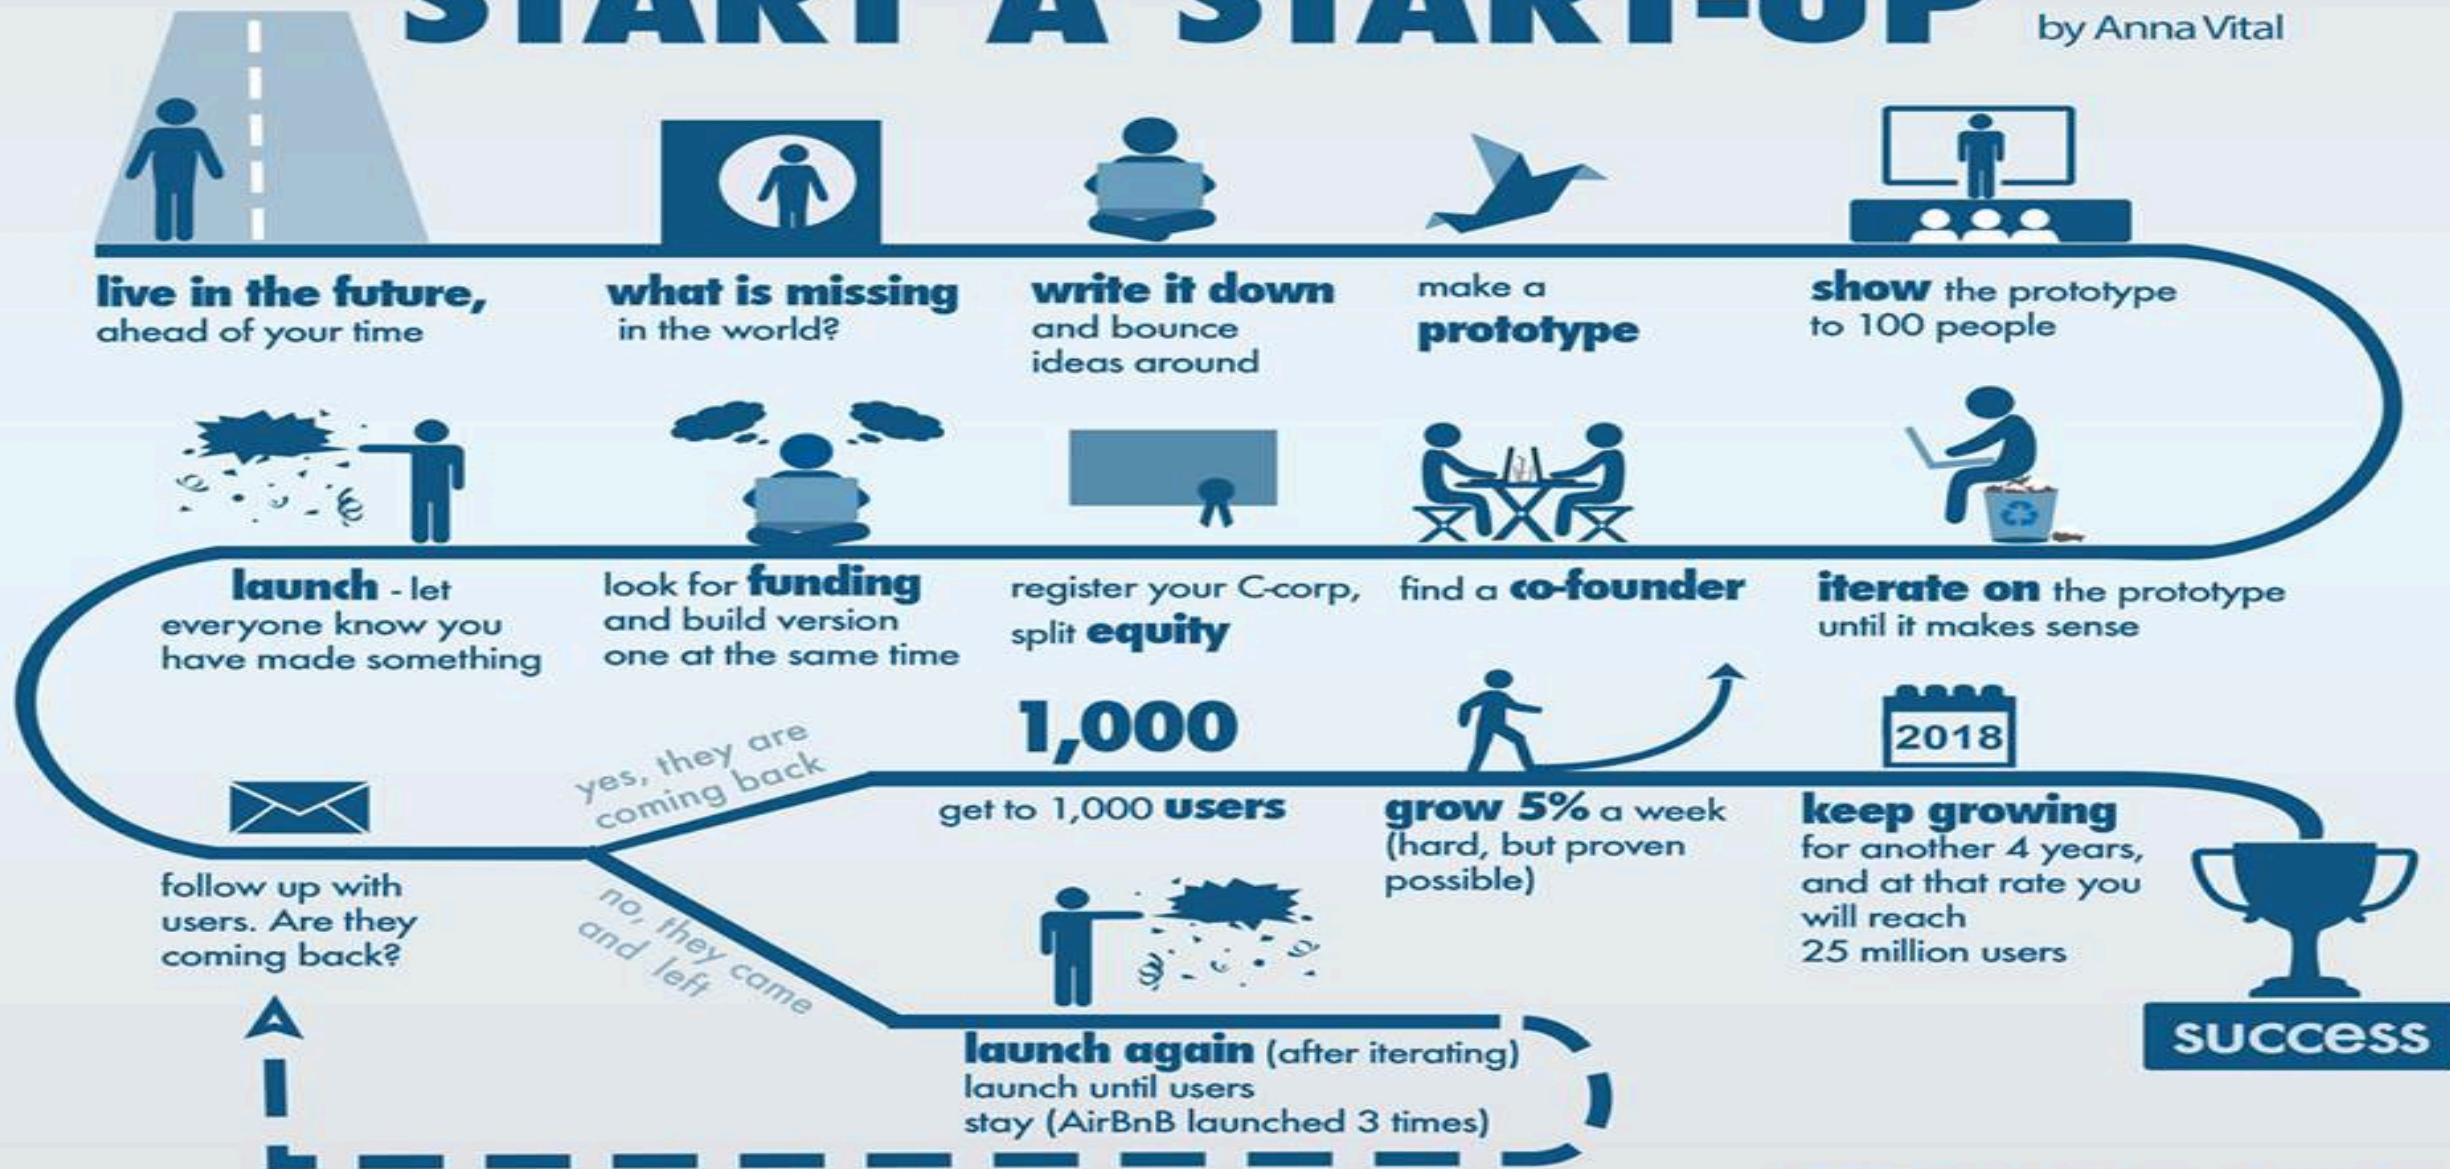 START A START-UP
by Anna Vital
live in the future,
ahead of your time
what is missing
in the world?
write it down
and bounce
ideas around
make a
prototype
show the prototype
to 100 people
launch - let
everyone know you
have made something
look for funding
and build version
one at the same time
register your C-corp,
split equity
find a co-founder
iterate on the prototype
until it makes sense
yes, they are
coming back
1,000
2018
get to 1,000 users
grow 5% a week
(hard, but proven
possible)
keep growing
for another 4 years,
and at that rate you
will reach
25 million users
follow up with
users. Are they
coming back?
no, they came
and left
launch again (after iterating)
launch until users
stay (AirBnB launched 3 times)
success